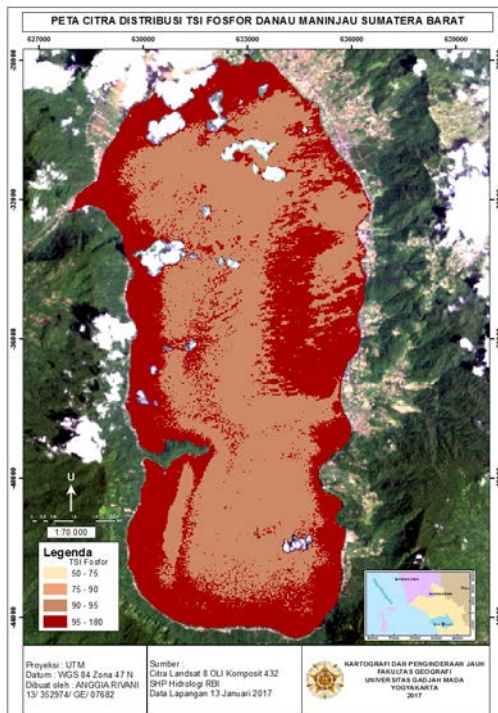 PETA CITRA DISTRIBUSI TSI FOSFOR DANAU MANINJAU SUMATERA BARAT
627000 630000 633000 636000 639000
U
1:70.000
Legenda
TSI Fosfor
50 - 75
75 - 90
90 - 95
95 - 180
Proyeksi : UTM
Datum : WGS 84 Zona 47 N
Dibuat oleh : ANGGIA RIVANI
13/ 352974/ GE/ 07682
Sumber :
Citra Landsat 8 OLI Komposit 432
SHP Hidrologi RBI
Data Lapangan 13 Januari 2017
KARTOGRAFI DAN PENGINDERAAN JAUH
FAKULTAS GEOGRAFI
UNIVERSITAS GADJAH MADA
YOGYAKARTA
2017